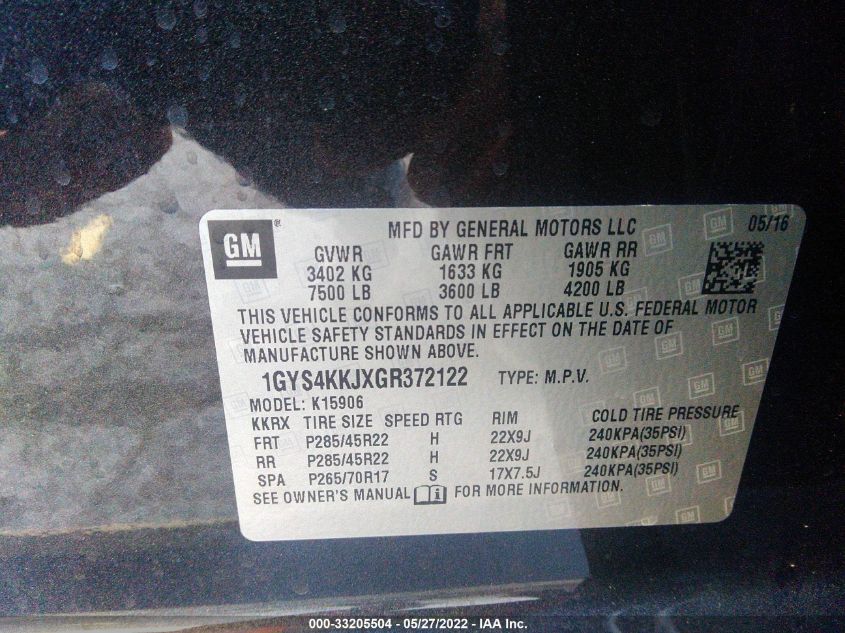 GM
MFD BY GENERAL MOTORS LLC 05/16
GVWR GAWR FRT GAWR RR
3402 KG 1633 KG 1905 KG
7500 LB 3600 LB 4200 LB
THIS VEHICLE CONFORMS TO ALL APPLICABLE U.S. FEDERAL MOTOR
VEHICLE SAFETY STANDARDS IN EFFECT ON THE DATE OF
MANUFACTURE SHOWN ABOVE.
1GYS4KKJXGR372122 TYPE: M.P.V.
MODEL: K15906
KKRX TIRE SIZE SPEED RTG RIM COLD TIRE PRESSURE
FRT P285/45R22 H 22X9J 240KPA(35PSI)
RR P285/45R22 H 22X9J 240KPA(35PSI)
SPA P265/70R17 S 17X7.5J 240KPA(35PSI)
SEE OWNER'S MANUAL FOR MORE INFORMATION.
000-33205504 - 05/27/2022 - IAA Inc.